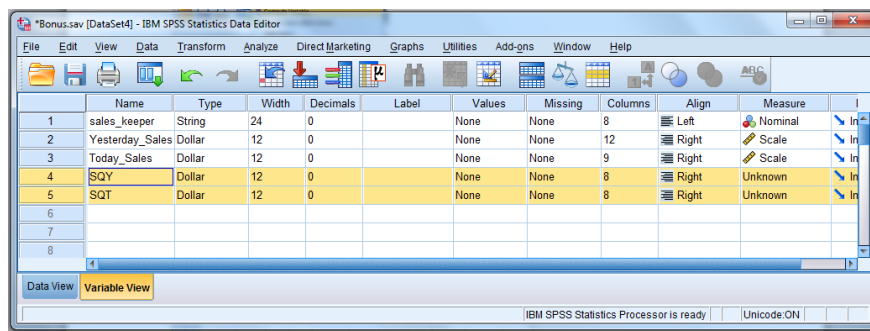 *Bonus.sav [DataSet4] - IBM SPSS Statistics Data Editor
File Edit View Data Transform Analyze Direct Marketing Graphs Utilities Add-ons Window Help
Name Type Width Decimals Label Values Missing Columns Align Measure
1 sales_keeper String 24 0 None None 8 Left Nominal In
2 Yesterday_Sales Dollar 12 0 None None 12 Right Scale In
3 Today_Sales Dollar 12 0 None None 9 Right Scale In
4 SQY Dollar 12 0 None None 8 Right Unknown In
5 SQT Dollar 12 0 None None 8 Right Unknown In
6
7
8
Data View Variable View
IBM SPSS Statistics Processor is ready Unicode:ON